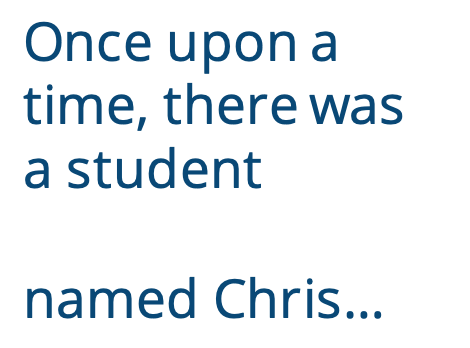 Once upon a
time, there was
a student
named Chris...